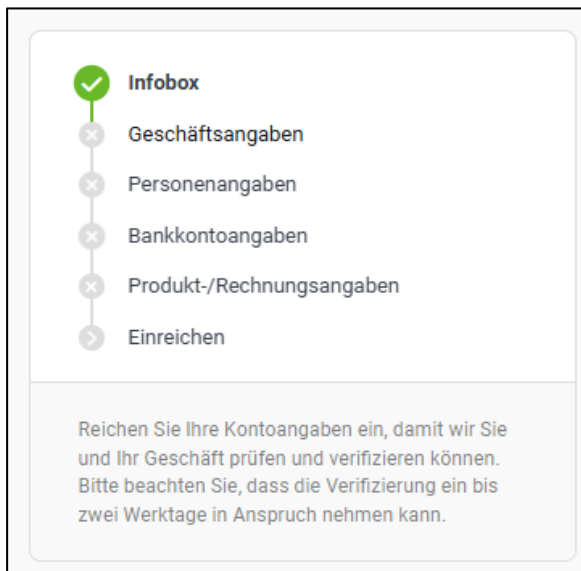 Infobox
Geschäftsangaben
Personenangaben
Bankkontoangaben
Produkt-/Rechnungsangaben
Einreichen
Reichen Sie Ihre Kontoangaben ein, damit wir Sie
und Ihr Geschäft prüfen und verifizieren können.
Bitte beachten Sie, dass die Verifizierung ein bis
zwei Werktage in Anspruch nehmen kann.